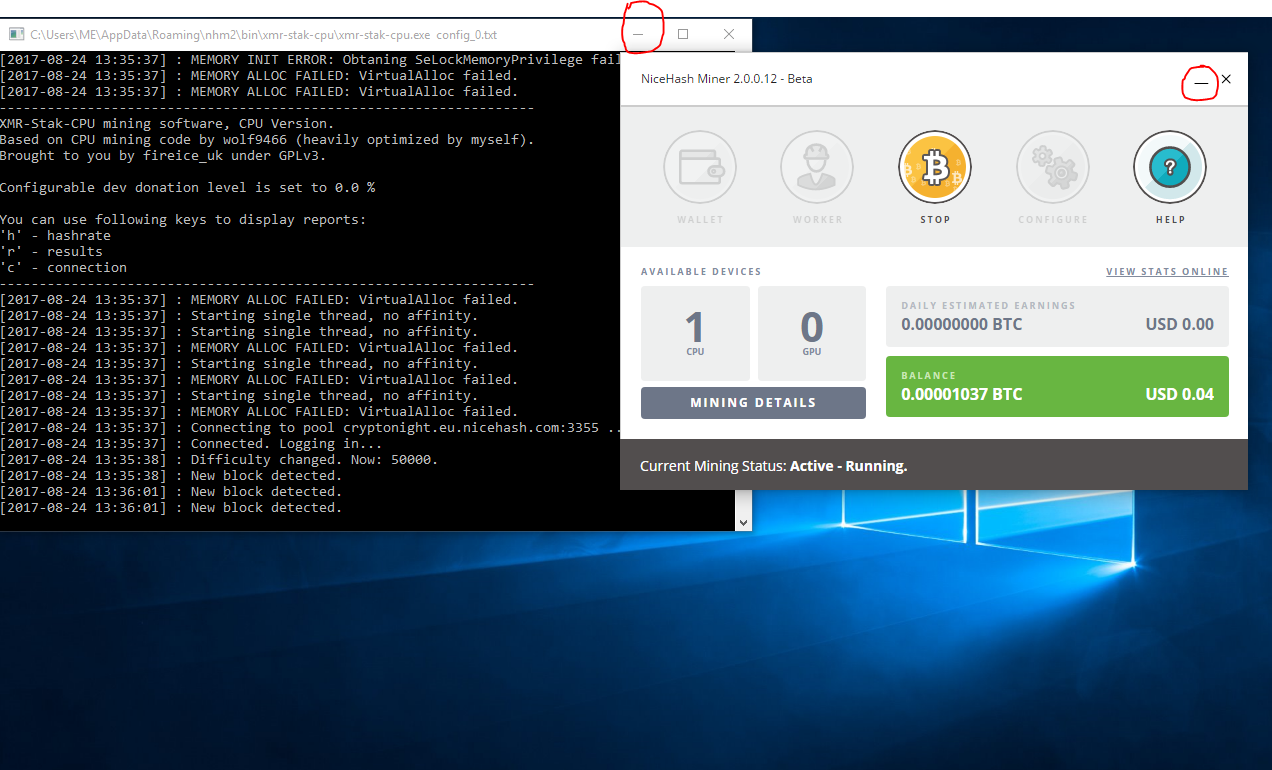 C:\Users\ME\AppData\Roaming\nhm2\bin\xmr-stak-cpu\xmr-stak-cpu.exe config_0.txt
[2017-08-24 13:35:37] : MEMORY INIT ERROR: Obtaning SeLockMemoryPrivilege fail
[2017-08-24 13:35:37] : MEMORY ALLOC FAILED: VirtualAlloc failed.
[2017-08-24 13:35:37] : MEMORY ALLOC FAILED: VirtualAlloc failed.
-------------------------------------------------------------------
XMR-Stak-CPU mining software, CPU Version.
Based on CPU mining code by wolf9466 (heavily optimized by myself).
Brought to you by fireice_uk under GPLv3.
Configurable dev donation level is set to 0.0 %
You can use following keys to display reports:
'h' - hashrate
'r' - results
'c' - connection
-------------------------------------------------------------------
[2017-08-24 13:35:37] : MEMORY ALLOC FAILED: VirtualAlloc failed.
[2017-08-24 13:35:37] : Starting single thread, no affinity.
[2017-08-24 13:35:37] : Starting single thread, no affinity.
[2017-08-24 13:35:37] : MEMORY ALLOC FAILED: VirtualAlloc failed.
[2017-08-24 13:35:37] : Starting single thread, no affinity.
[2017-08-24 13:35:37] : MEMORY ALLOC FAILED: VirtualAlloc failed.
[2017-08-24 13:35:37] : Starting single thread, no affinity.
[2017-08-24 13:35:37] : MEMORY ALLOC FAILED: VirtualAlloc failed.
[2017-08-24 13:35:37] : Connecting to pool cryptonight.eu.nicehash.com:3355 ..
[2017-08-24 13:35:37] : Connected. Logging in...
[2017-08-24 13:35:38] : Difficulty changed. Now: 50000.
[2017-08-24 13:35:38] : New block detected.
[2017-08-24 13:36:01] : New block detected.
[2017-08-24 13:36:01] : New block detected.
NiceHash Miner 2.0.0.12 - Beta
WALLET WORKER STOP CONFIGURE HELP
AVAILABLE DEVICES
VIEW STATS ONLINE
1 0
CPU GPU
MINING DETAILS
DAILY ESTIMATED EARNINGS
0.00000000 BTC USD 0.00
BALANCE
0.00001037 BTC USD 0.04
Current Mining Status: Active - Running.